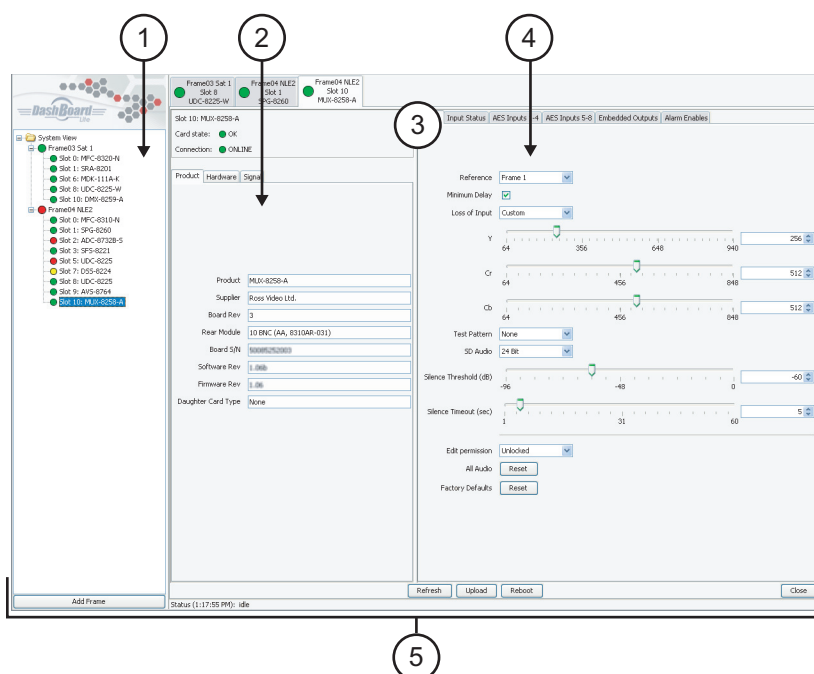 1
2
4
DashBoard
Lite
System View
Frame03 Sat 1
Slot 0: MFC-8320-N
Slot 1: SRA-8201
Slot 6: MDK-111A-K
Slot 8: UDC-8225-W
Slot 10: DMX-8259-A
Frame04 NLE2
Slot 0: MFC-8310-N
Slot 1: SPG-8260
Slot 2: ADC-8732B-S
Slot 3: SFS-8221
Slot 5: UDC-8225
Slot 7: DSS-8224
Slot 8: UDC-8225
Slot 9: AVS-8764
Slot 10: MUX-8258-A
Add Frame
Frame03 Sat 1
Slot 8
UDC-8225-W
Frame04 NLE2
Slot 1
SPG-8260
Frame04 NLE2
Slot 10
MUX-8258-A
Slot 10: MUX-8258-A
Card state: OK
Connection: ONLINE
Product Hardware Signal
Product MUX-8258-A
Supplier Ross Video Ltd.
Board Rev 3
Rear Module 10 BNC (AA, 8310AR-031)
Board S/N
Software Rev 1.06b
Firmware Rev 1.06
Daughter Card Type None
3
Input Status AES Inputs -4 AES Inputs 5-8 Embedded Outputs Alarm Enables
Reference Frame 1
Minimum Delay
Loss of Input Custom
Y 256
64 356 648 940
Cr 512
64 456 848
Cb 512
64 456 848
Test Pattern None
SD Audio 24 Bit
Silence Threshold (dB) -60
-96 -48 0
Silence Timeout (sec) 5
1 31 60
Edit permission Unlocked
All Audio Reset
Factory Defaults Reset
Refresh Upload Reboot Close
Status (1:17:55 PM): idle
5